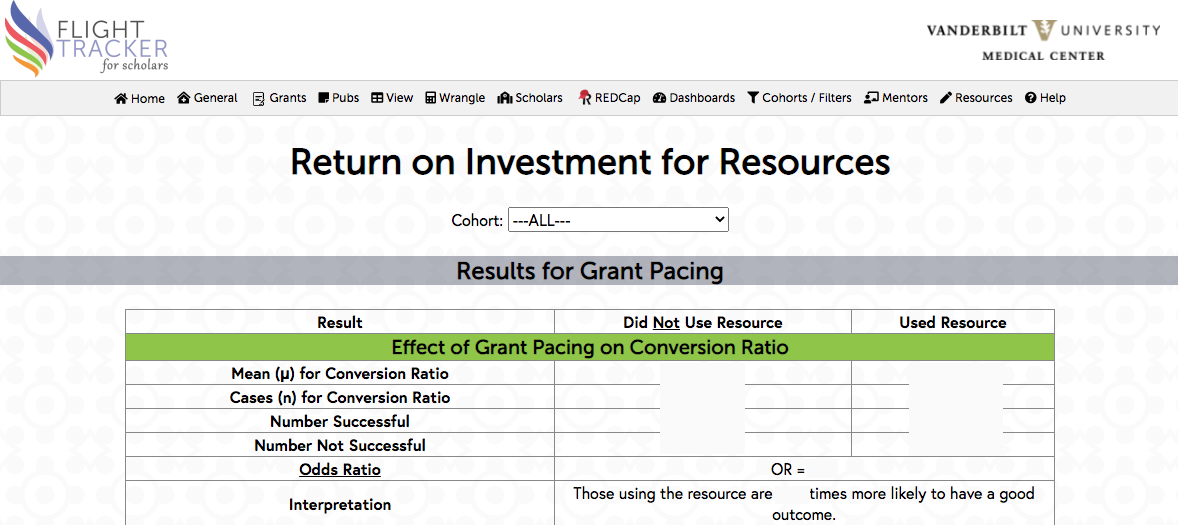 FLIGHT
TRACKER
for scholars
VANDERBILT UNIVERSITY
MEDICAL CENTER
Home General Grants Pubs View Wrangle Scholars REDCap Dashboards Cohorts / Filters Mentors Resources Help
Return on Investment for Resources
Cohort: ---ALL---
Results for Grant Pacing
Result Did Not Use Resource Used Resource
Effect of Grant Pacing on Conversion Ratio
Mean (μ) for Conversion Ratio
Cases (n) for Conversion Ratio
Number Successful
Number Not Successful
Odds Ratio OR =
Interpretation Those using the resource are times more likely to have a good
outcome.